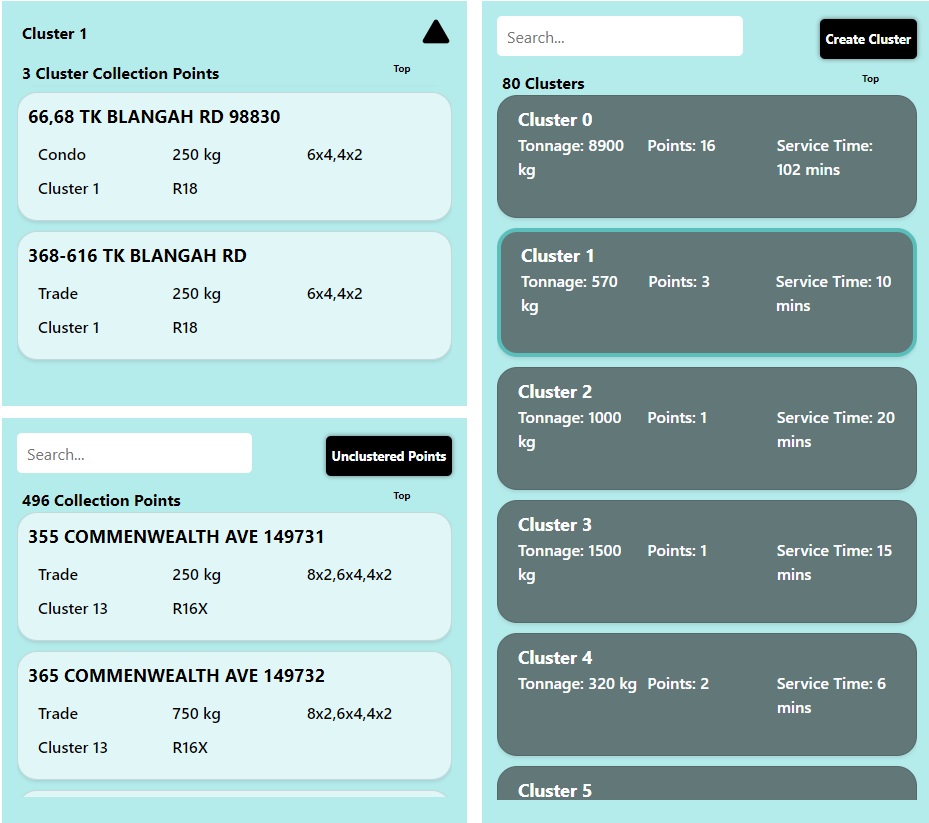 Cluster 1
3 Cluster Collection Points
Top
66,68 TK BLANGAH RD 98830
Condo 250 kg 6x4,4x2
Cluster 1 R18
368-616 TK BLANGAH RD
Trade 250 kg 6x4,4x2
Cluster 1 R18
Search...
Unclustered Points
496 Collection Points
Top
355 COMMENWEALTH AVE 149731
Trade 250 kg 8x2,6x4,4x2
Cluster 13 R16X
365 COMMENWEALTH AVE 149732
Trade 750 kg 8x2,6x4,4x2
Cluster 13 R16X
Search...
Create Cluster
80 Clusters
Top
Cluster 0
Tonnage: 8900 kg
Points: 16
Service Time: 102 mins
Cluster 1
Tonnage: 570 kg
Points: 3
Service Time: 10 mins
Cluster 2
Tonnage: 1000 kg
Points: 1
Service Time: 20 mins
Cluster 3
Tonnage: 1500 kg
Points: 1
Service Time: 15 mins
Cluster 4
Tonnage: 320 kg
Points: 2
Service Time: 6 mins
Cluster 5